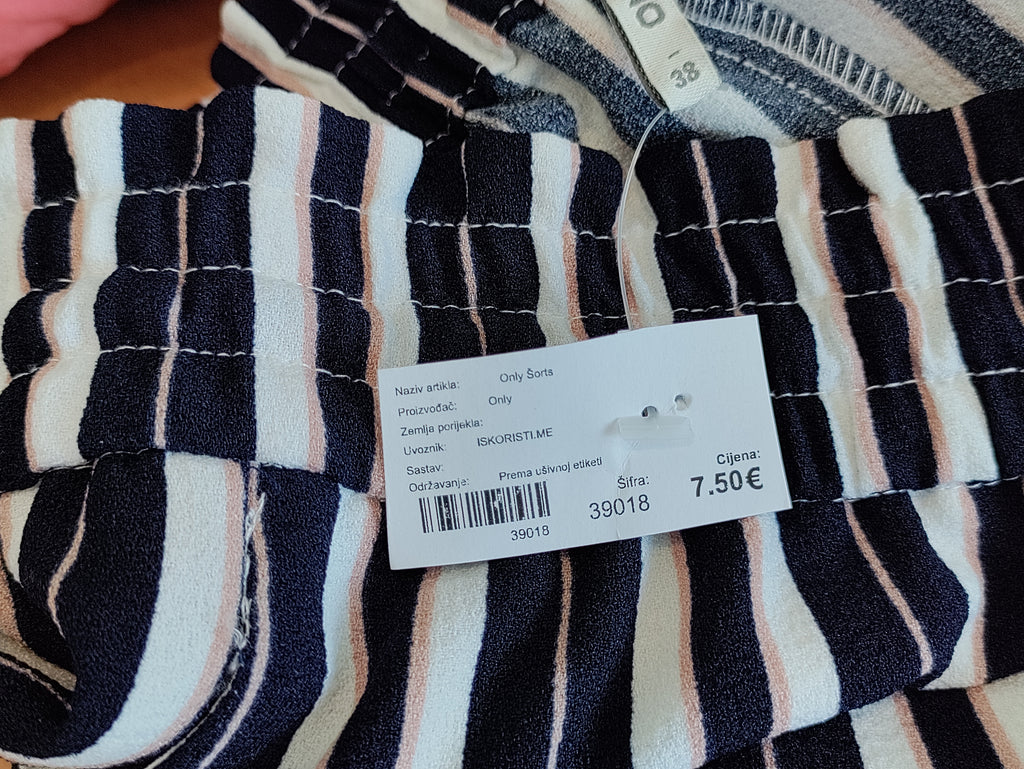 NO
38
Naziv artikla: Only Šorts
Proizvođač: Only
Zemlja porijekla:
Uvoznik: ISKORISTI.ME
Sastav:
Održavanje: Prema ušivnoj etiketi
39018
Šifra:
39018
Cijena:
7.50€